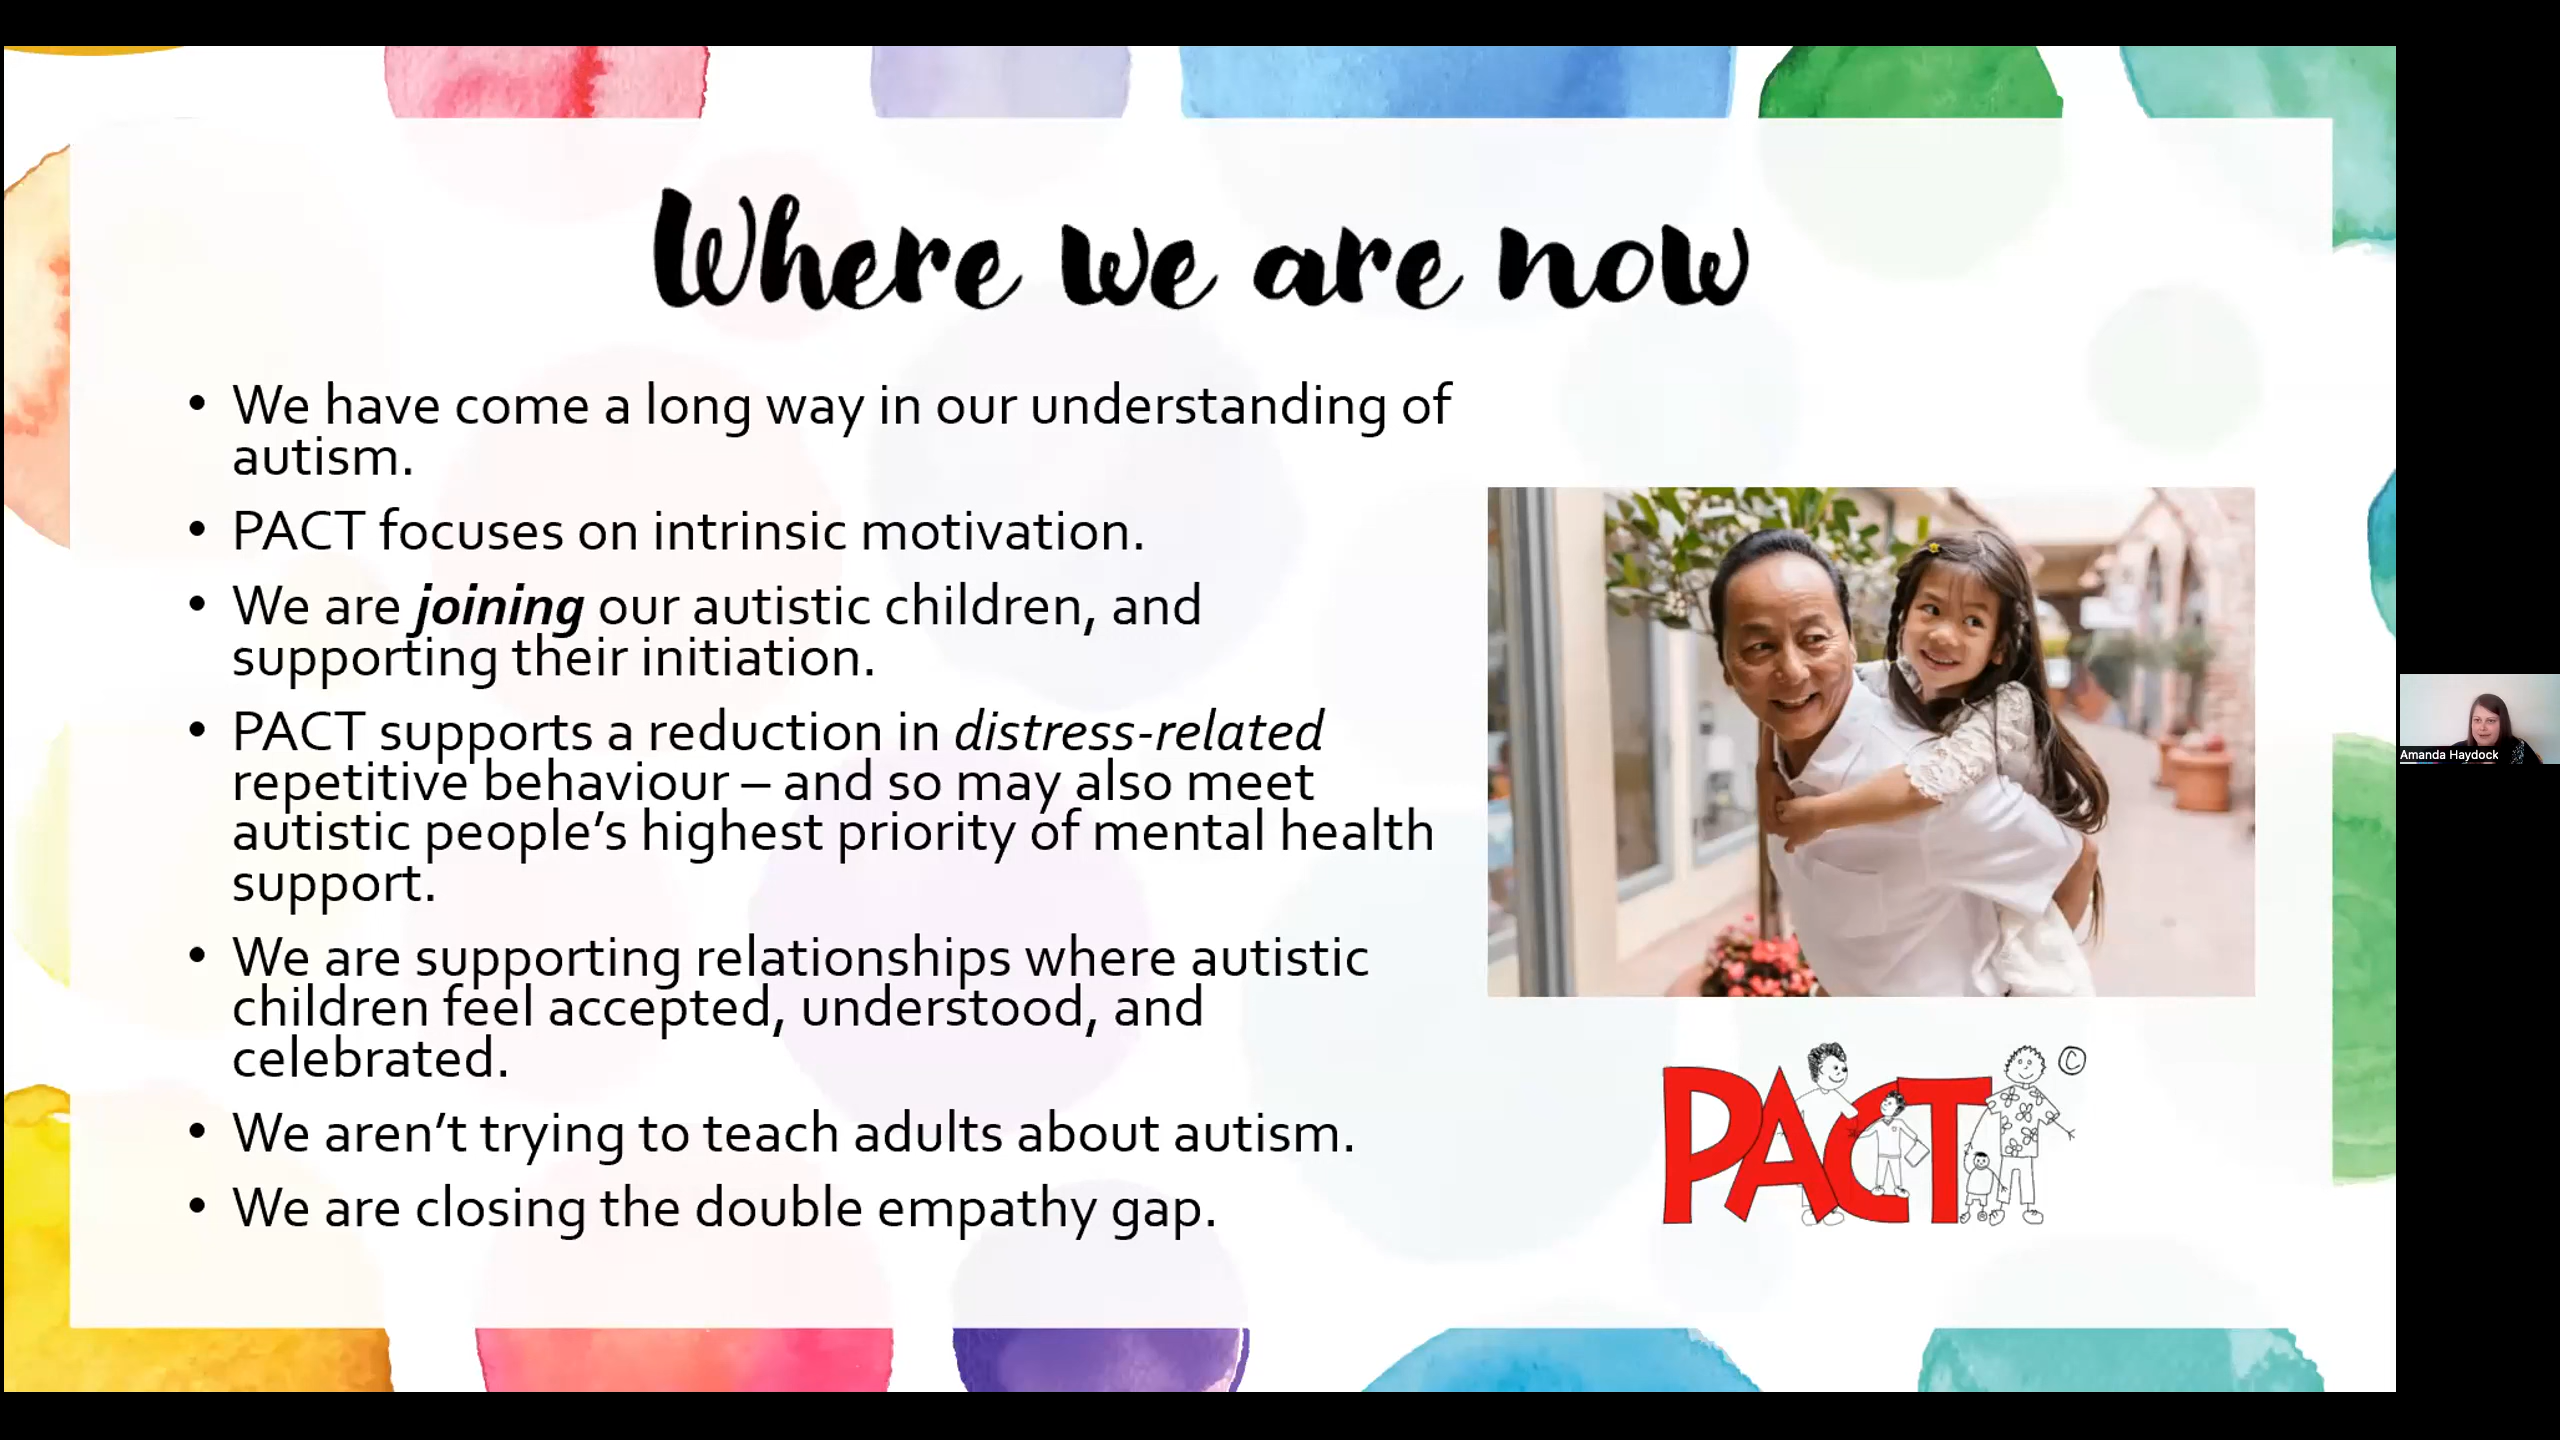 Where we are now
• We have come a long way in our understanding of
autism.
• PACT focuses on intrinsic motivation.
• We are joining our autistic children, and
supporting their initiation.
• PACT supports a reduction in distress-related
repetitive behaviour – and so may also meet
autistic people’s highest priority of mental health
support.
• We are supporting relationships where autistic
children feel accepted, understood, and
celebrated.
• We aren’t trying to teach adults about autism.
• We are closing the double empathy gap.
PACT ©
Amanda Haydock